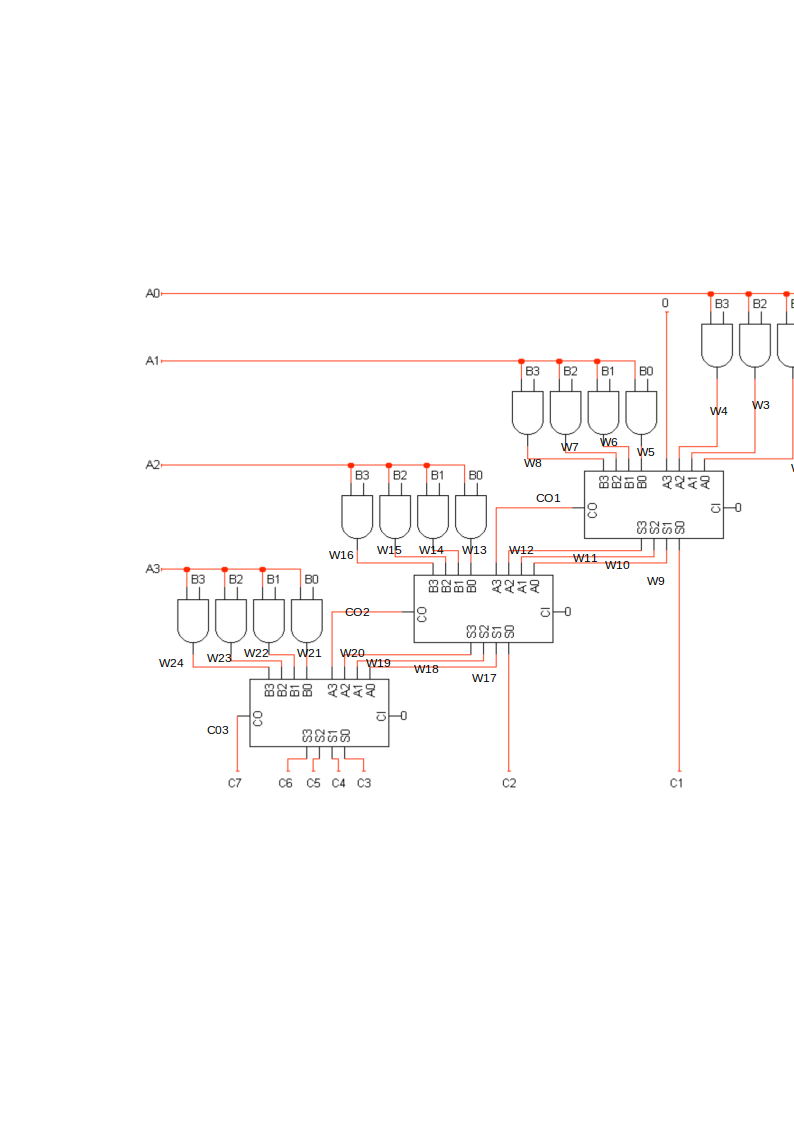 A0
0
B3 B2
A1
B3 B2 B1 B0
W4 W3
W8 W7 W6 W5
A2
B3 B2 B1 B0
B3 B2 B1 B0 A3 A2 A1 A0
CO1
CO CI 0
S3 S2 S1 S0
W16 W15 W14 W13 W12 W11 W10 W9
A3
B3 B2 B1 B0
B3 B2 B1 B0 A3 A2 A1 A0
CO2
CO CI 0
S3 S2 S1 S0
W24 W23 W22 W21 W20 W19 W18 W17
B3 B2 B1 B0 A3 A2 A1 A0
C03
CO CI 0
S3 S2 S1 S0
C7 C6 C5 C4 C3 C2 C1